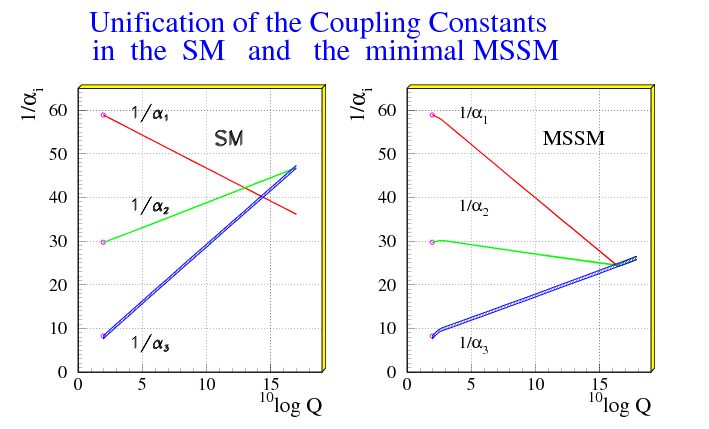 Unification of the Coupling Constants
in the SM and the minimal MSSM
1/αi
60
50
40
30
20
10
0
1/α1
SM
1/α2
1/α3
0 5 10 15
10log Q
1/αi
60
50
40
30
20
10
0
1/α1
MSSM
1/α2
1/α3
0 5 10 15
10log Q